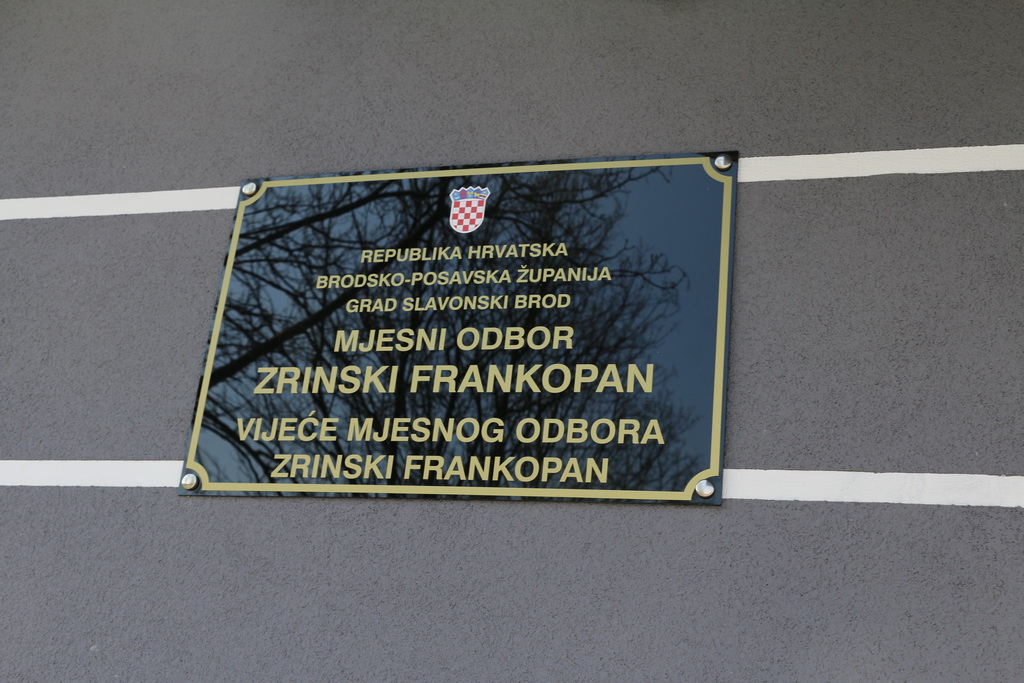 REPUBLIKA HRVATSKA
BRODSKO-POSAVSKA ŽUPANIJA
GRAD SLAVONSKI BROD
MJESNI ODBOR
ZRINSKI FRANKOPAN
VIJEĆE MJESNOG ODBORA
ZRINSKI FRANKOPAN